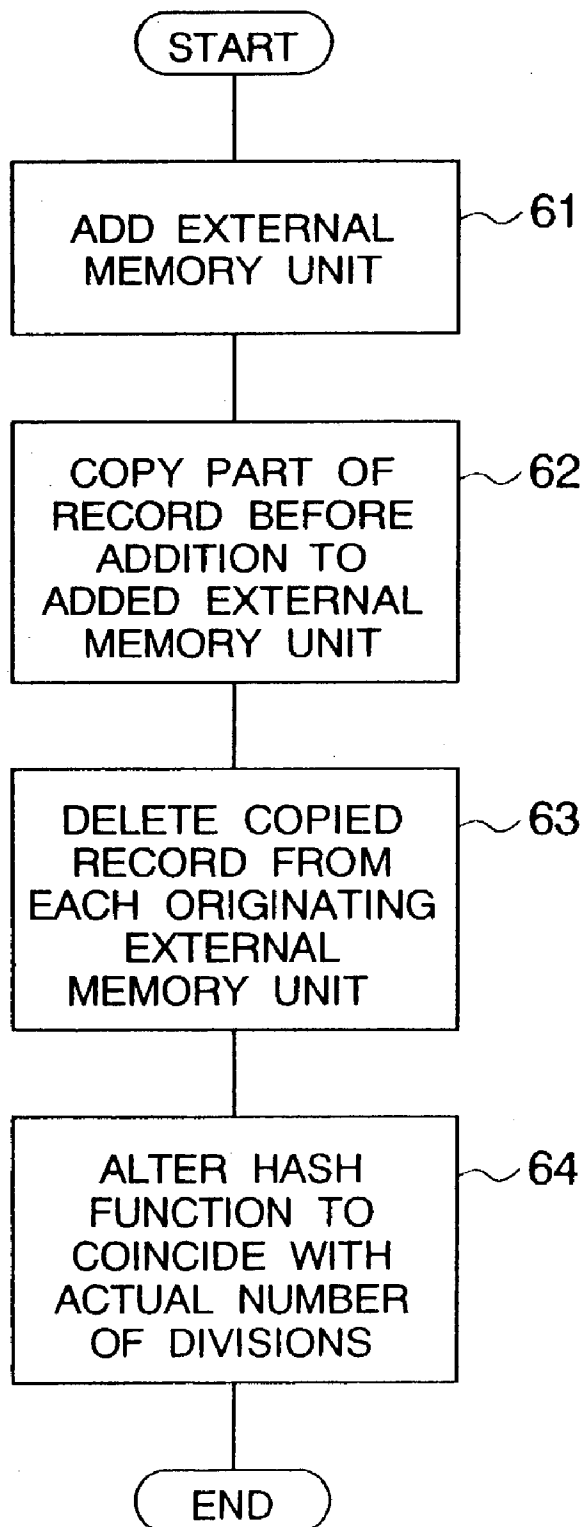 START
ADD EXTERNAL
MEMORY UNIT
61
COPY PART OF
RECORD BEFORE
ADDITION TO
ADDED EXTERNAL
MEMORY UNIT
62
DELETE COPIED
RECORD FROM
EACH ORIGINATING
EXTERNAL
MEMORY UNIT
63
ALTER HASH
FUNCTION TO
COINCIDE WITH
ACTUAL NUMBER
OF DIVISIONS
64
END